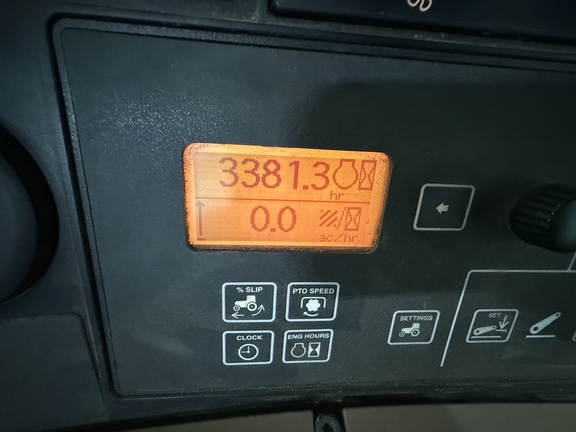 3381.3
hr
0.0
ac/hr
% SLIP
PTO SPEED
CLOCK
ENG HOURS
SETTINGS
SET